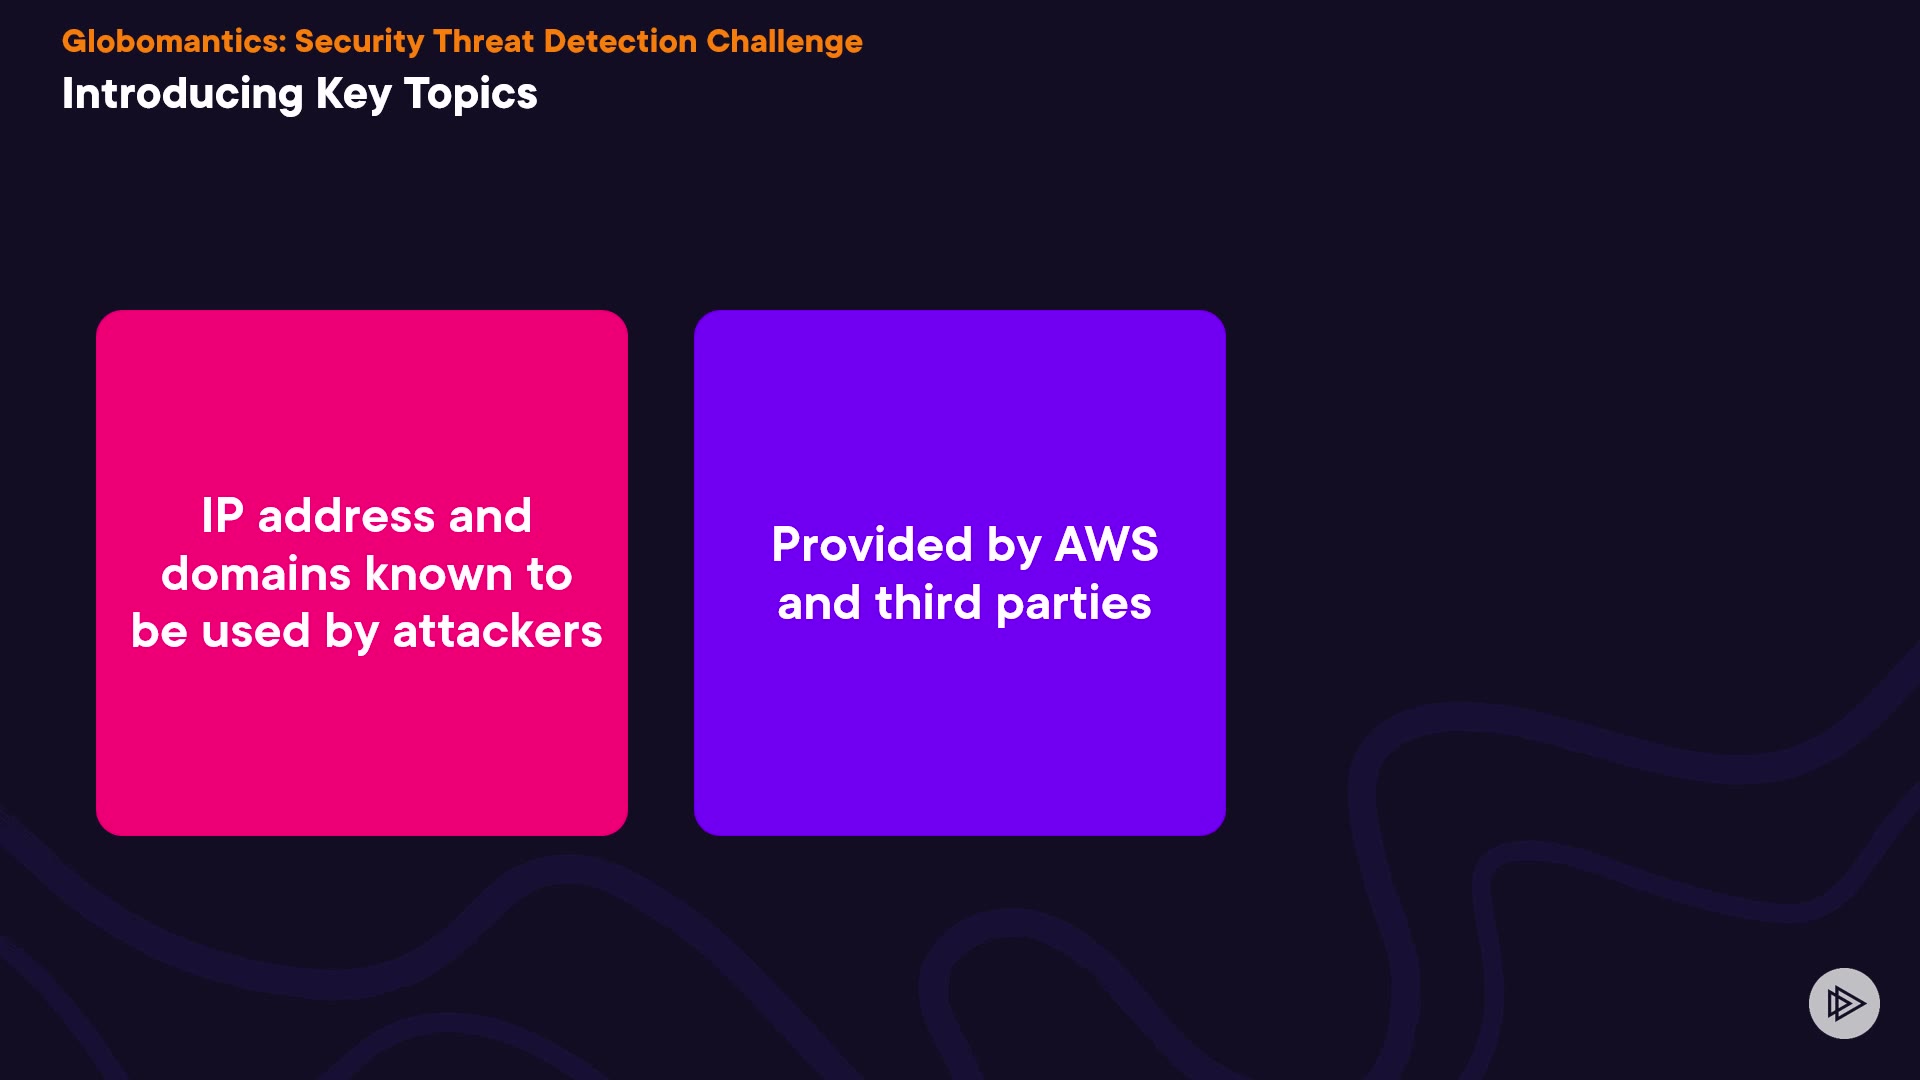 Globomantics: Security Threat Detection Challenge
Introducing Key Topics
IP address and
domains known to
be used by attackers
Provided by AWS
and third parties